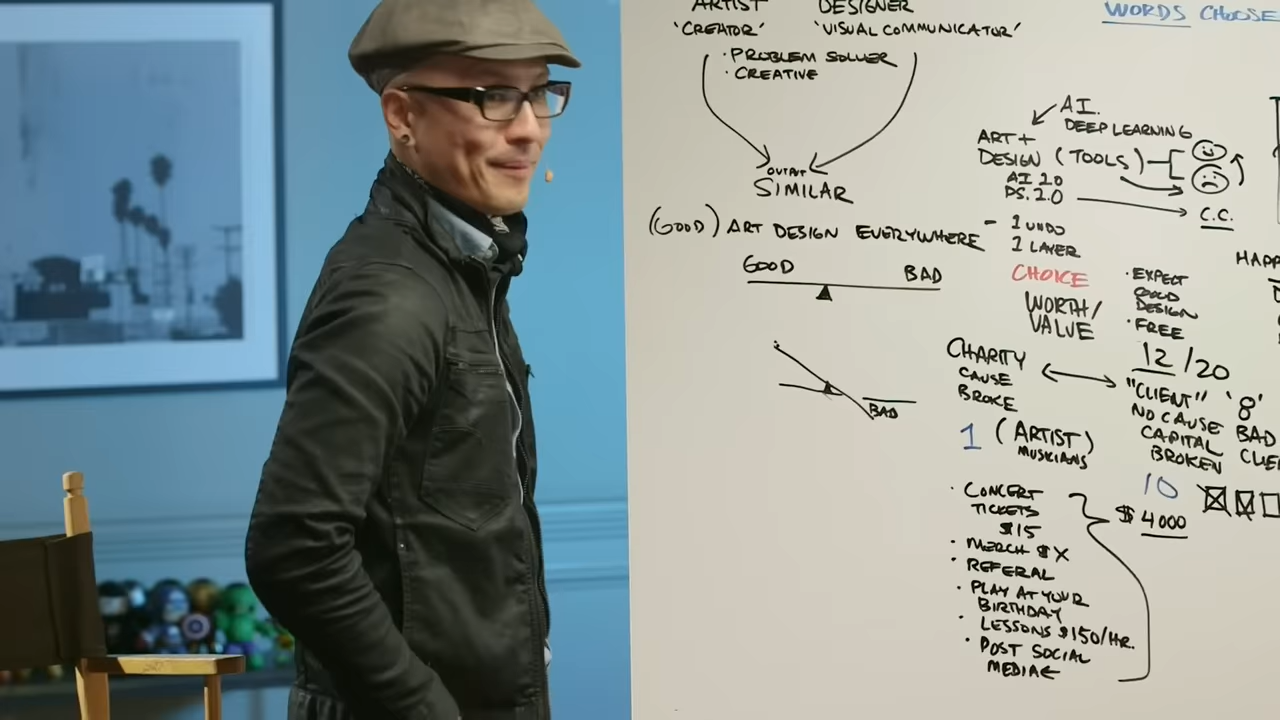 ARTIST
DESIGNER
'CREATOR'
'VISUAL COMMUNICATOR'
· PROBLEM SOLVER
· CREATIVE
OUTPUT
SIMILAR
(GOOD) ART DESIGN EVERYWHERE
GOOD
BAD
BAD
WORDS CHOOSE
AI.
DEEP LEARNING
ART +
DESIGN (TOOLS)
AI 2.0
PS. 2.0
C.C.
- 1 UNDO
1 LAYER
CHOICE
WORTH/
VALUE
· EXPECT
GOOD
DESIGN
· FREE
12/20
CHARITY
CAUSE
BROKE
"CLIENT" '8'
NO CAUSE BAD
CAPITAL
BROKEN
1 (ARTIST)
MUSKIANS
10
$4000
· CONCERT
TICKETS
$15
· MERCH $X
· REFERAL
· PLAY AT YOUR
BIRTHDAY
· LESSONS $150/HR.
· POST SOCIAL
MEDIA